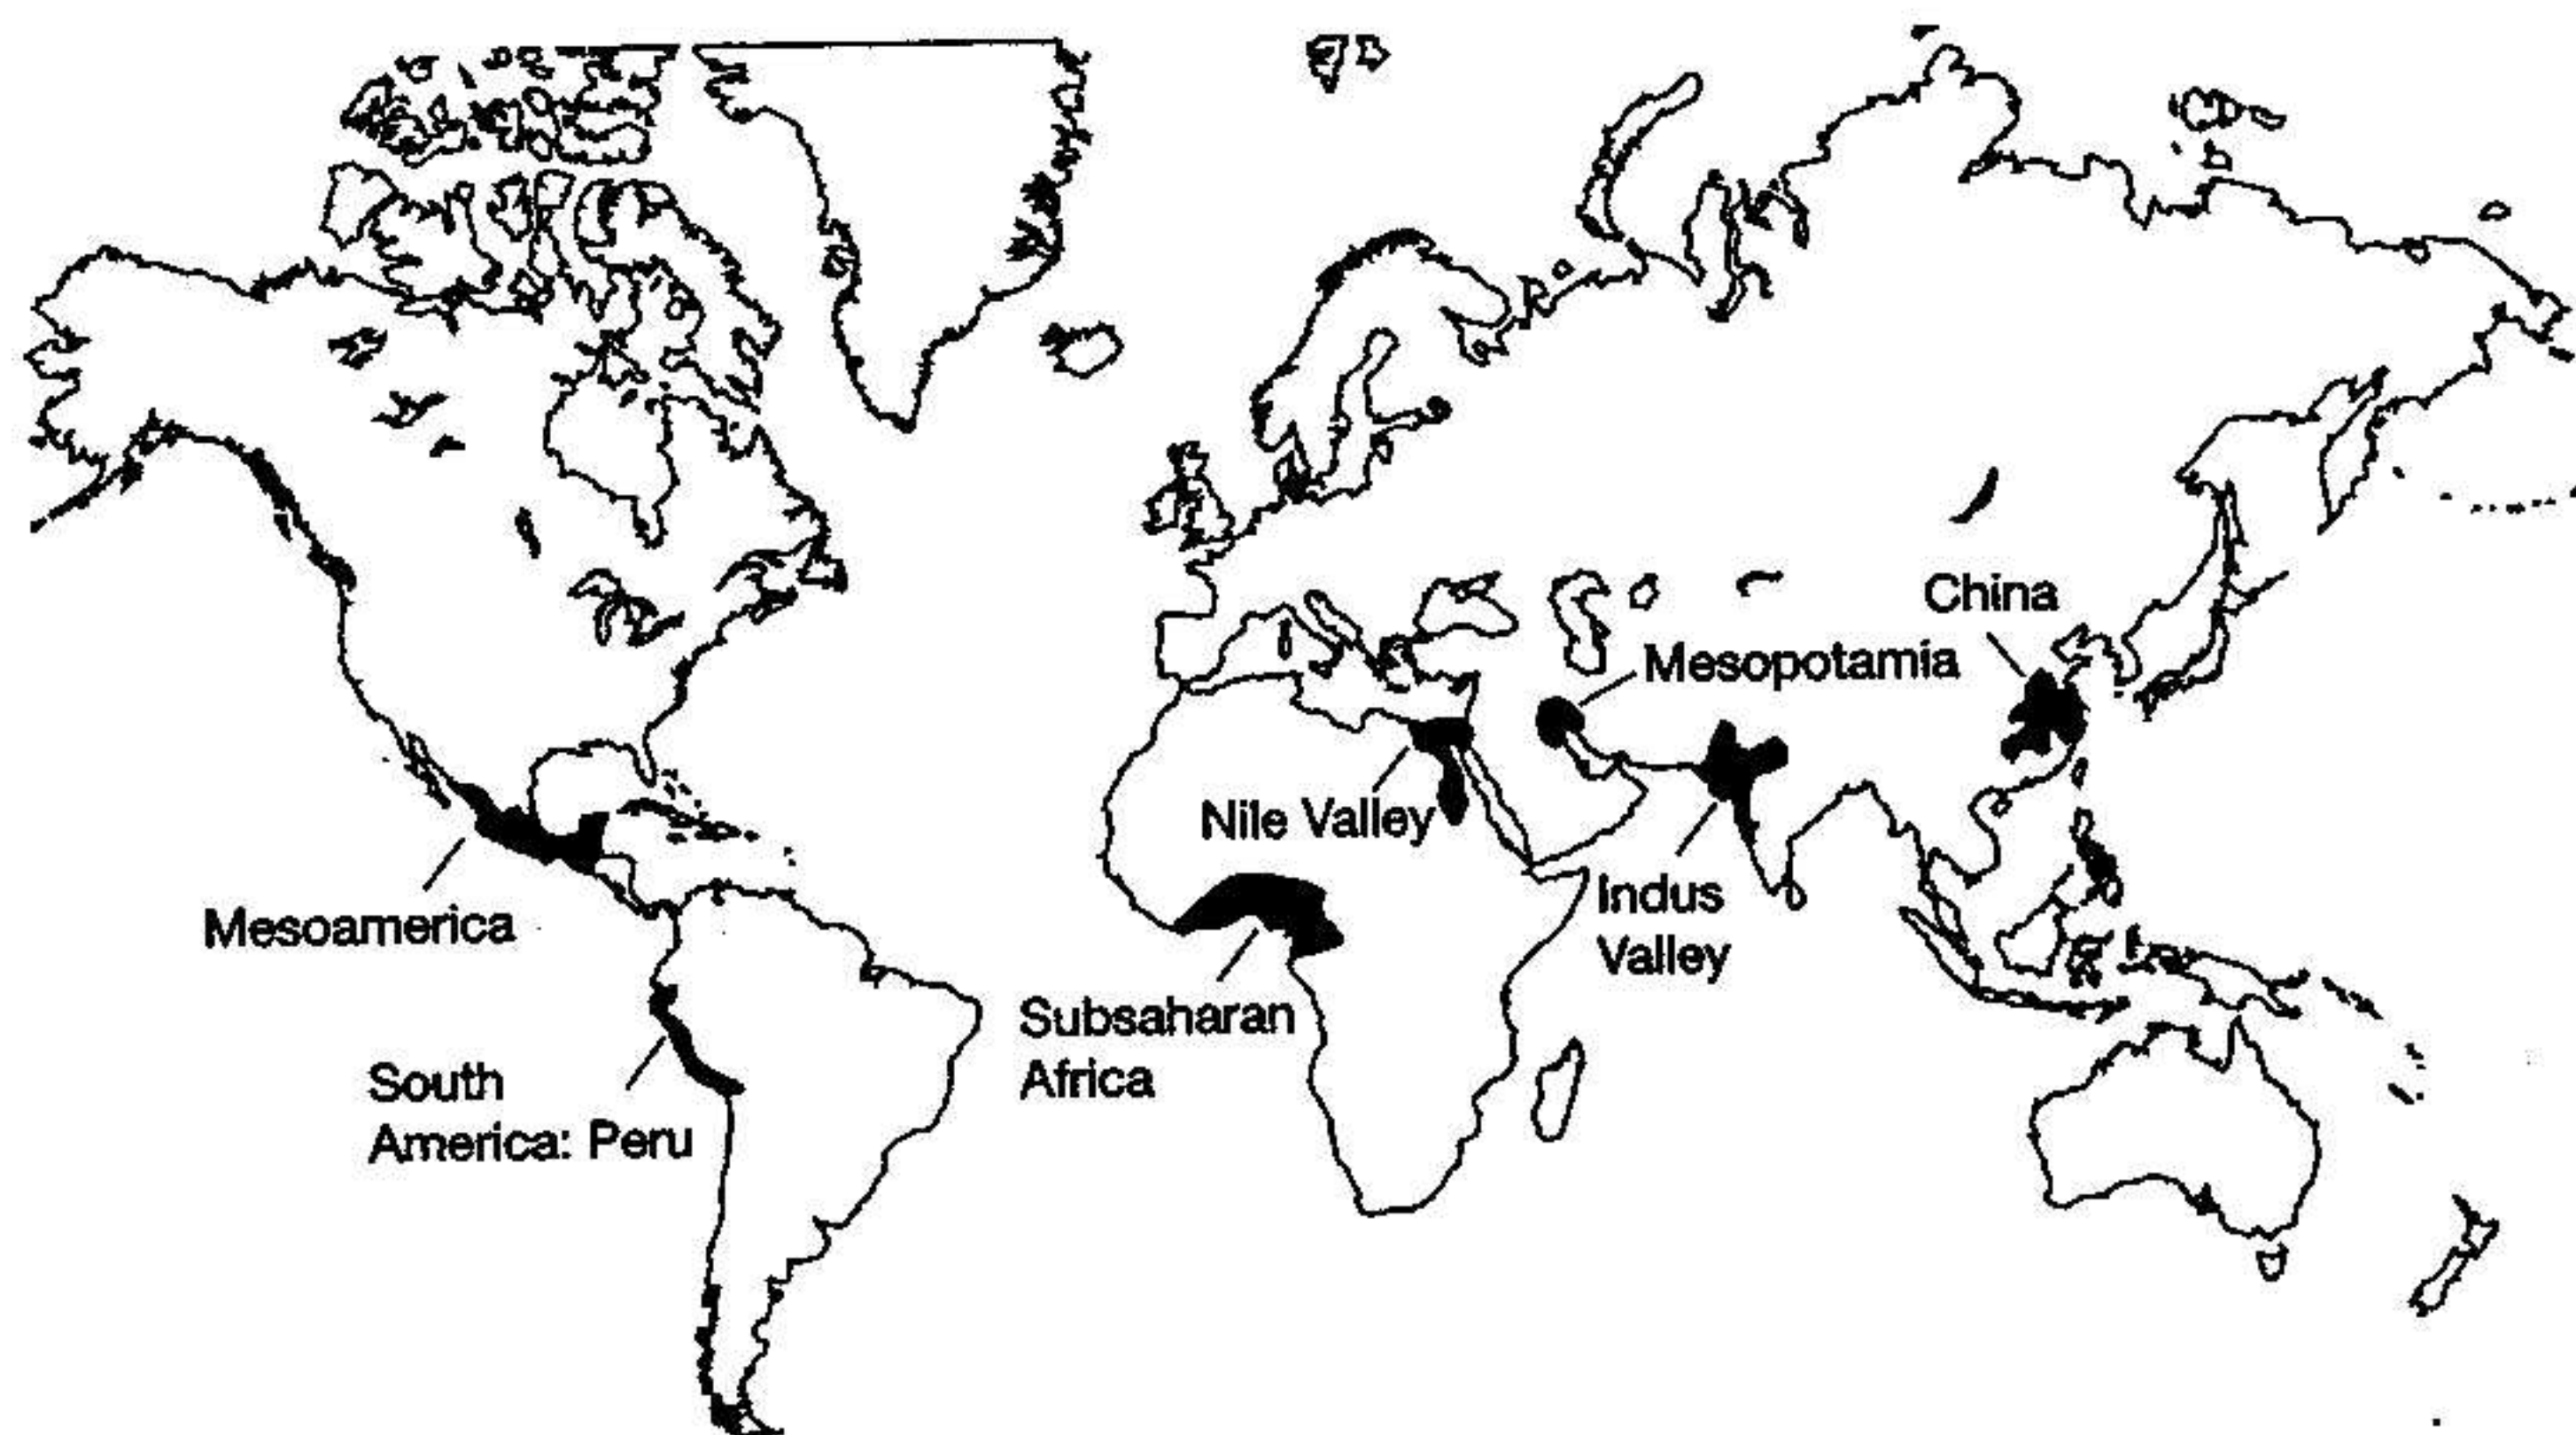 China
Mesopotamia
Nile Valley
Indus
Valley
Mesoamerica
Subsaharan
Africa
South
America: Peru